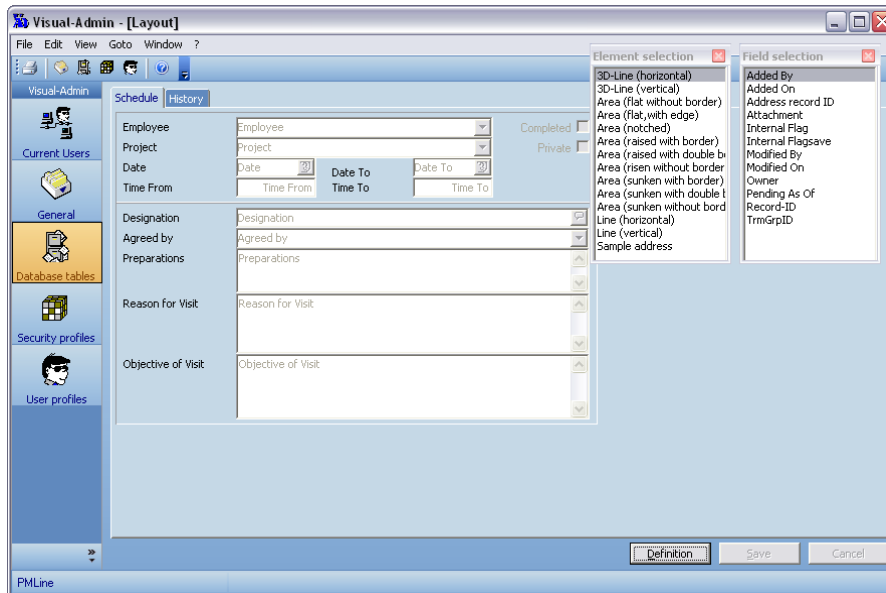 Visual-Admin - [Layout]
File Edit View Goto Window ?
Visual-Admin
Current Users
General
Database tables
Security profiles
User profiles
Schedule History
Employee Employee Completed
Project Project Private
Date Date Date To Date To
Time From Time From Time To Time To
Designation Designation
Agreed by Agreed by
Preparations Preparations
Reason for Visit Reason for Visit
Objective of Visit Objective of Visit
Element selection
3D-Line (horizontal)
3D-Line (vertical)
Area (flat without border)
Area (flat,with edge)
Area (notched)
Area (raised with border)
Area (raised with double b
Area (risen without border
Area (sunken with border)
Area (sunken with double b
Area (sunken without bord
Line (horizontal)
Line (vertical)
Sample address
Field selection
Added By
Added On
Address record ID
Attachment
Internal Flag
Internal Flagsave
Modified By
Modified On
Owner
Pending As Of
Record-ID
TrmGrpID
Definition Save Cancel
PMLine